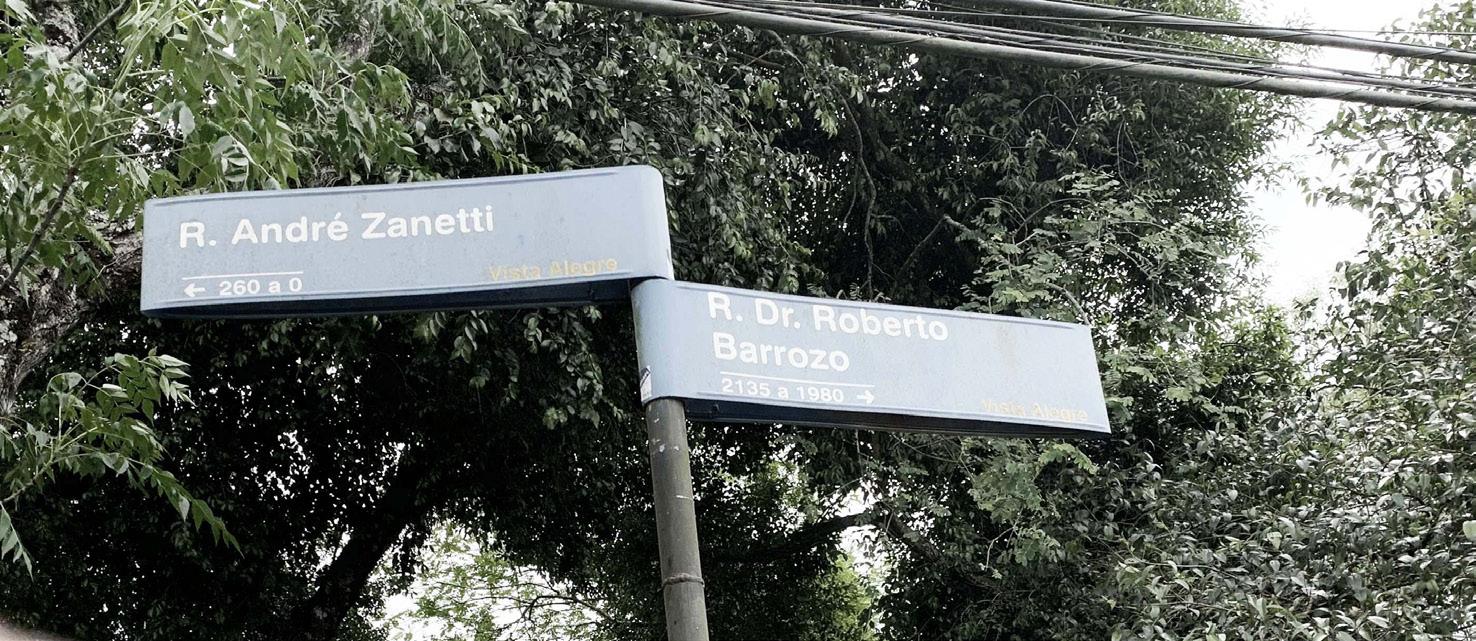 R. André Zanetti
Vista Alegre
← 260 a 0
R. Dr. Roberto
Barrozo
2135 a 1980 →
Vista Alegre